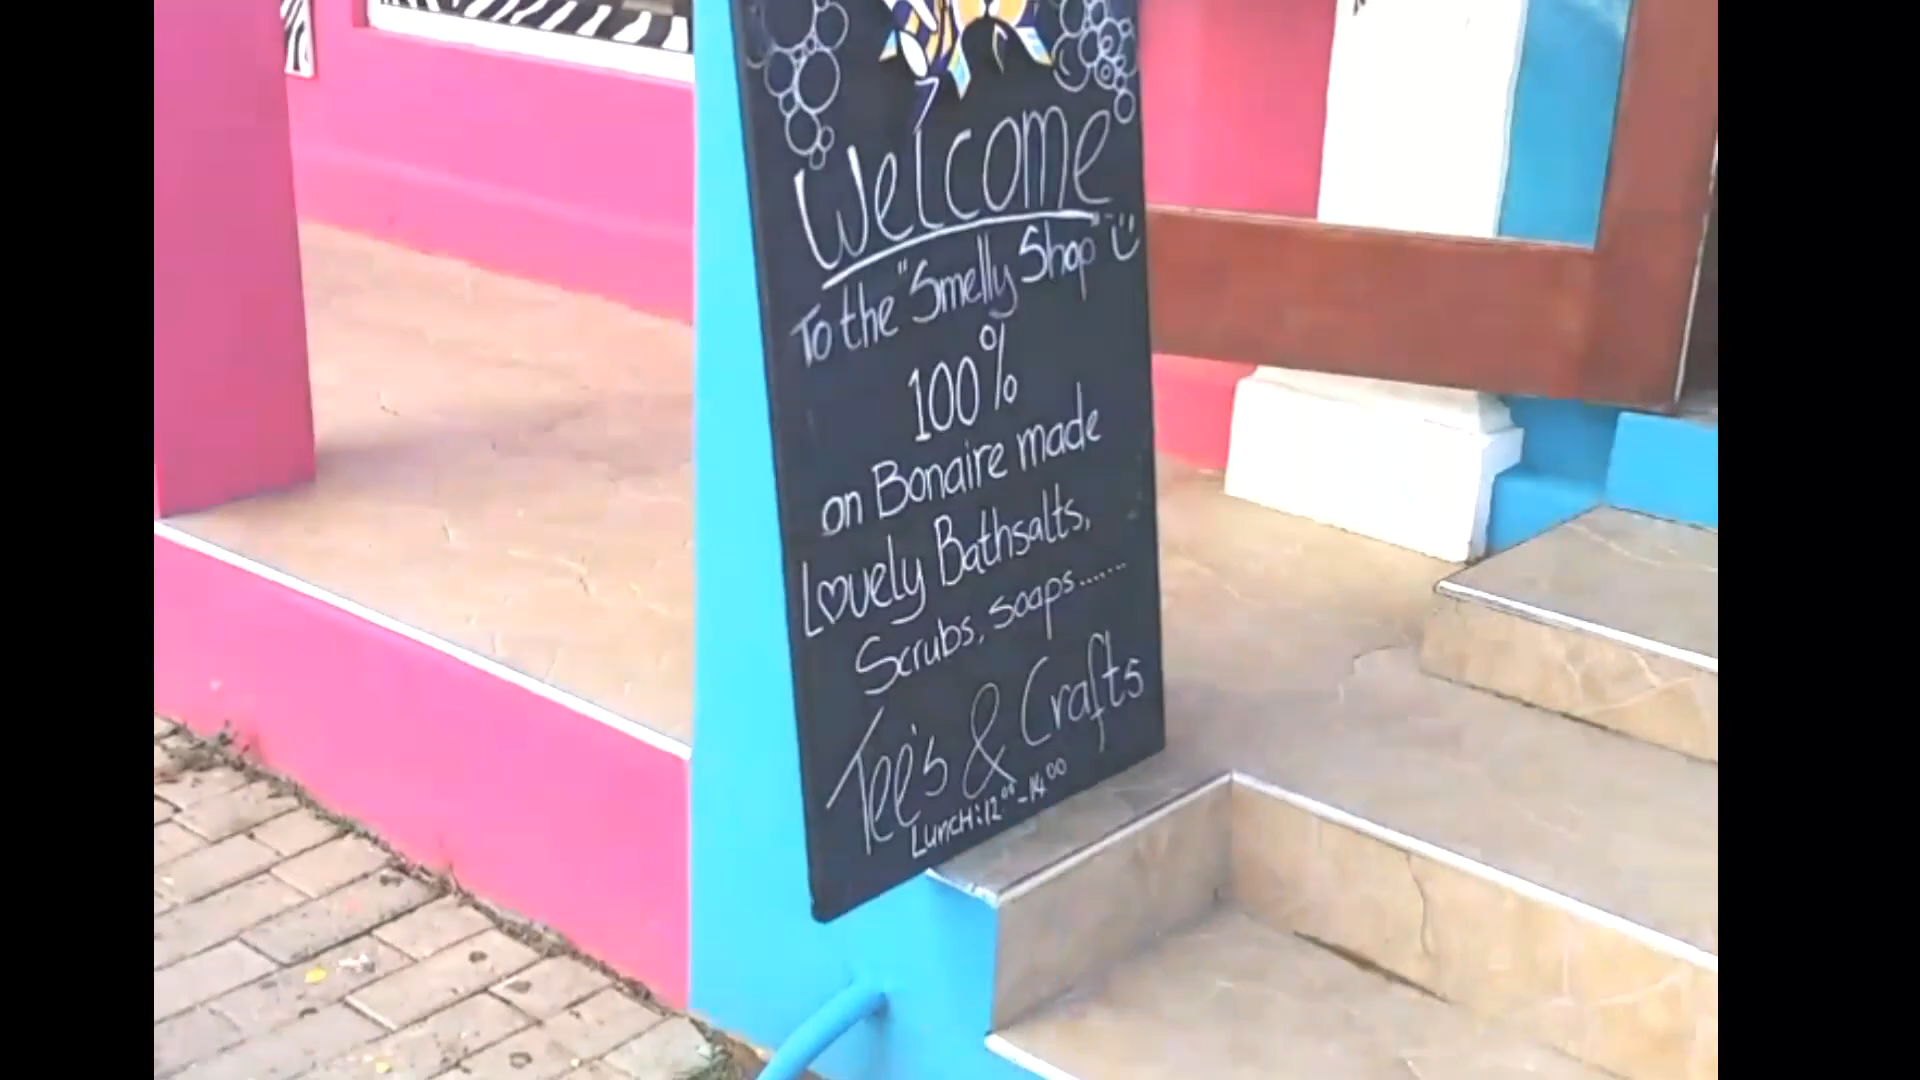 Welcome
To the "Smelly Shop" :)
100%
on Bonaire made
Lovely Bathsalts,
Scrubs, soaps.......
Tee's & Crafts
Lunch: 12⁰⁰-14⁰⁰